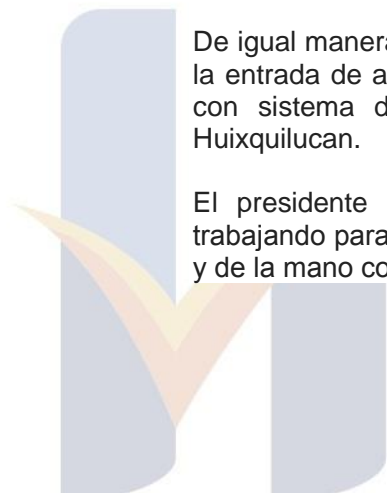 De igual manera
la entrada de a
con sistema d
Huixquilucan.
El presidente
trabajando para
y de la mano co